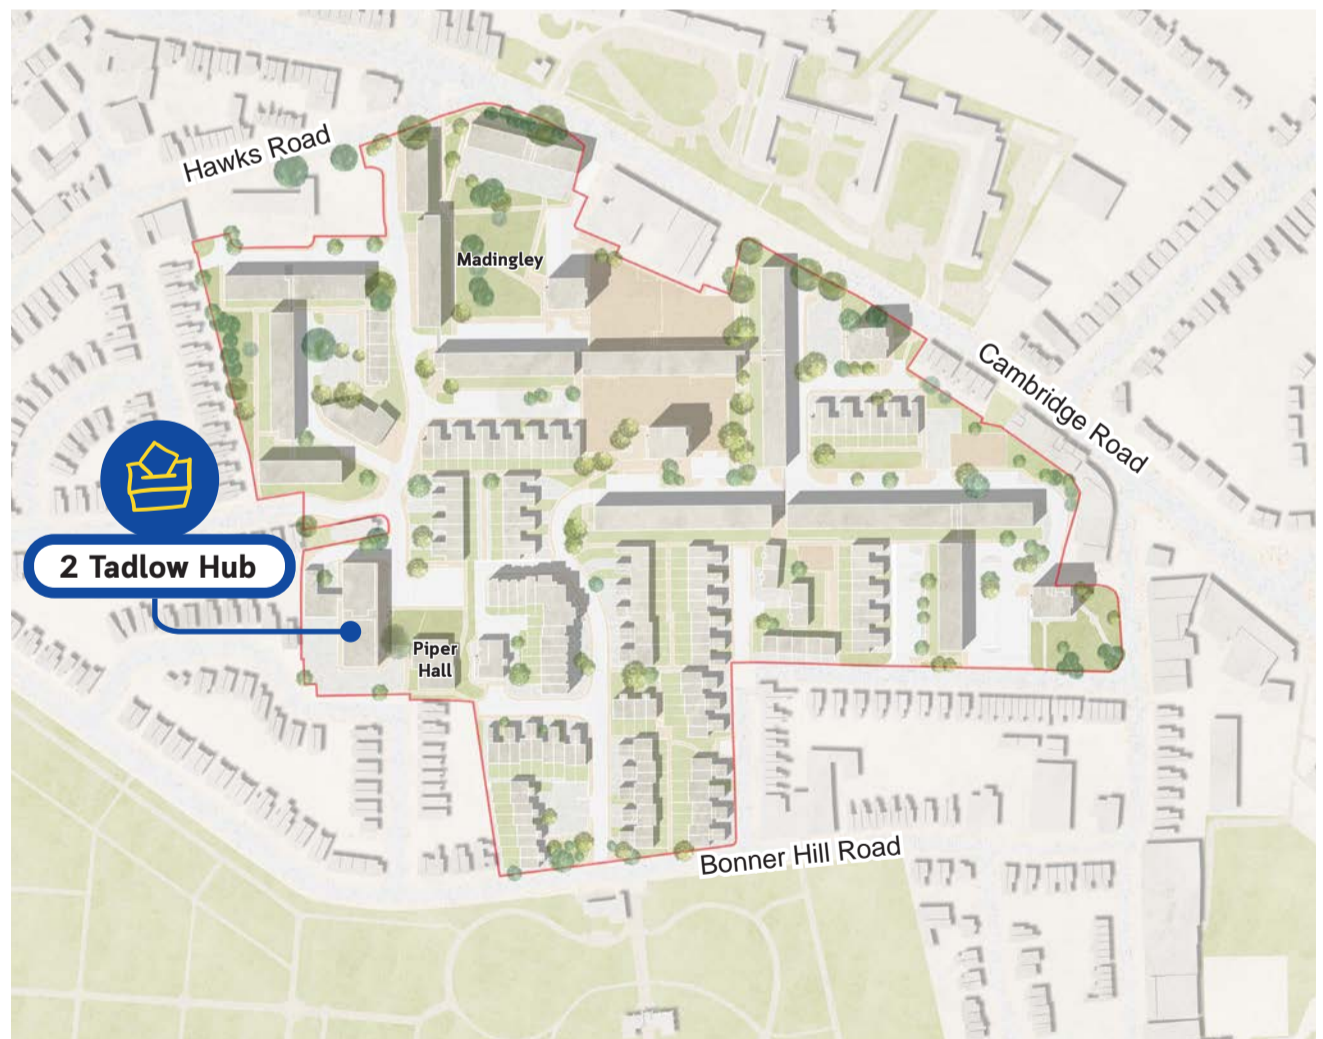 Hawks Road
Madingley
Cambridge Road
2 Tadlow Hub
Piper
Hall
Bonner Hill Road